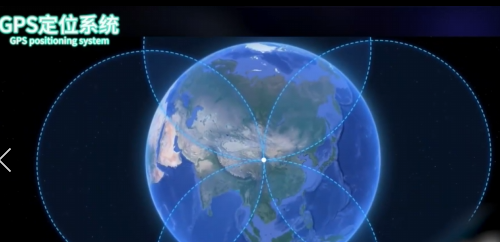 GPS定位系统
GPS positioning system